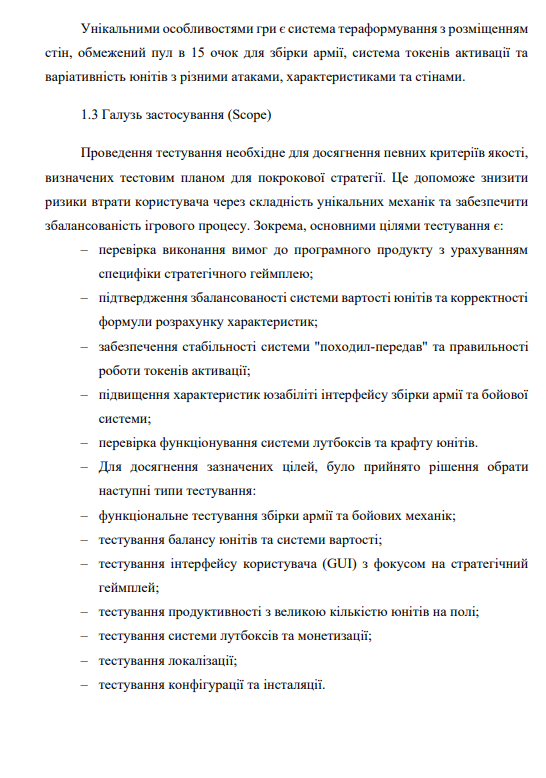 Унікальними особливостями гри є система тераформування з розміщенням
стін, обмежений пул в 15 очок для збірки армії, система токенів активації та
варіативність юнітів з різними атаками, характеристиками та стінами.
1.3 Галузь застосування (Scope)
Проведення тестування необхідне для досягнення певних критеріїв якості,
визначених тестовим планом для покрокової стратегії. Це допоможе знизити
ризики втрати користувача через складність унікальних механік та забезпечити
збалансованість ігрового процесу. Зокрема, основними цілями тестування є:
– перевірка виконання вимог до програмного продукту з урахуванням
специфіки стратегічного геймплею;
– підтвердження збалансованості системи вартості юнітів та корректності
формули розрахунку характеристик;
– забезпечення стабільності системи "походил-передав" та правильності
роботи токенів активації;
– підвищення характеристик юзабіліті інтерфейсу збірки армії та бойової
системи;
– перевірка функціонування системи лутбоксів та крафту юнітів.
– Для досягнення зазначених цілей, було прийнято рішення обрати
наступні типи тестування:
– функціональне тестування збірки армії та бойових механік;
– тестування балансу юнітів та системи вартості;
– тестування інтерфейсу користувача (GUI) з фокусом на стратегічний
геймплей;
– тестування продуктивності з великою кількістю юнітів на полі;
– тестування системи лутбоксів та монетизації;
– тестування локалізації;
– тестування конфігурації та інсталяції.